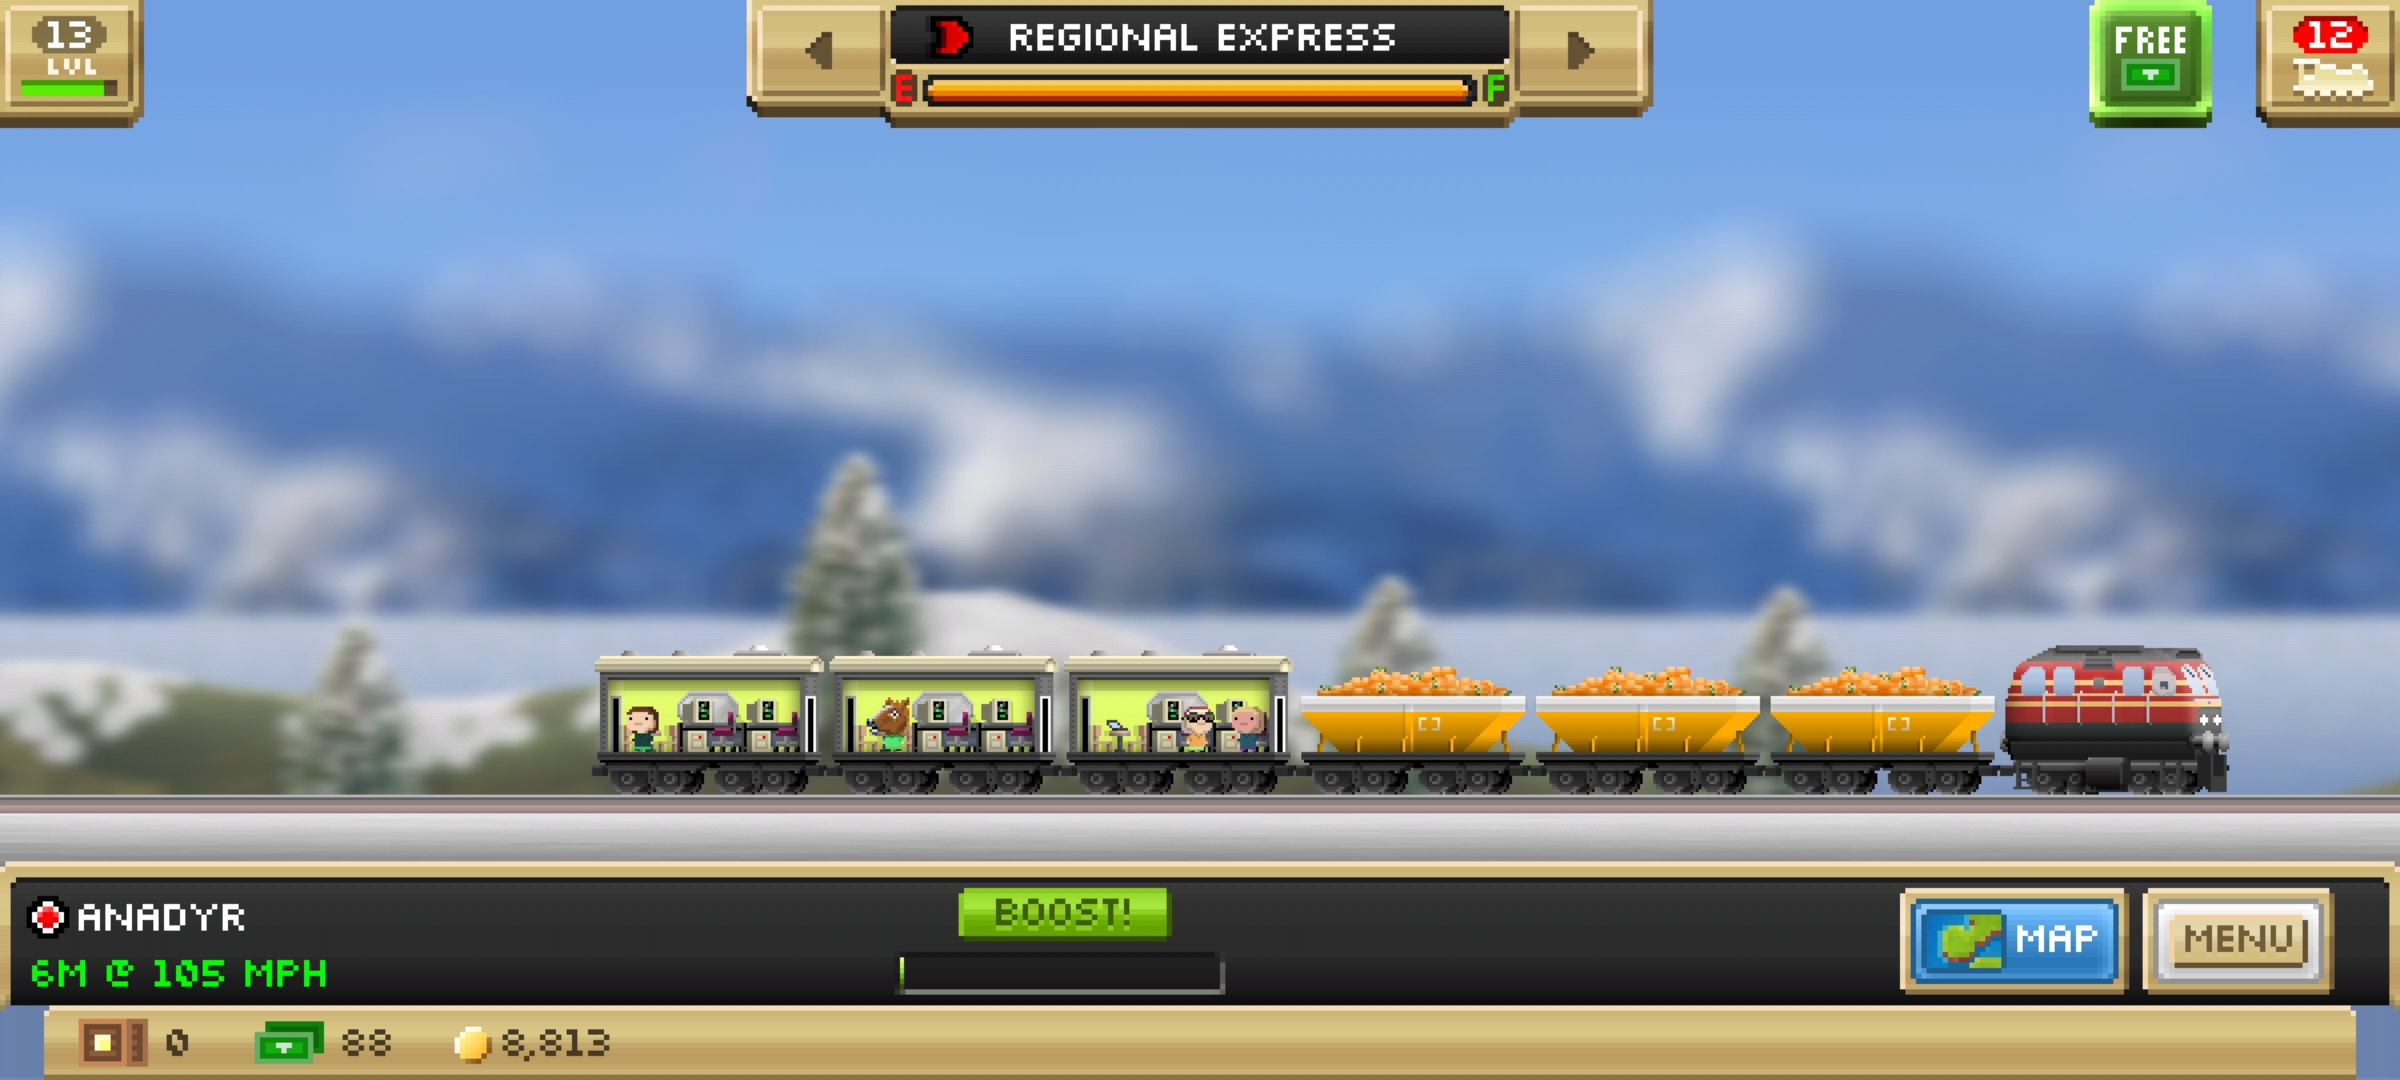 13
LVL
REGIONAL EXPRESS
E F
FREE
12
ANADYR
6M @ 105 MPH
BOOST!
MAP
MENU
0
88
8,813